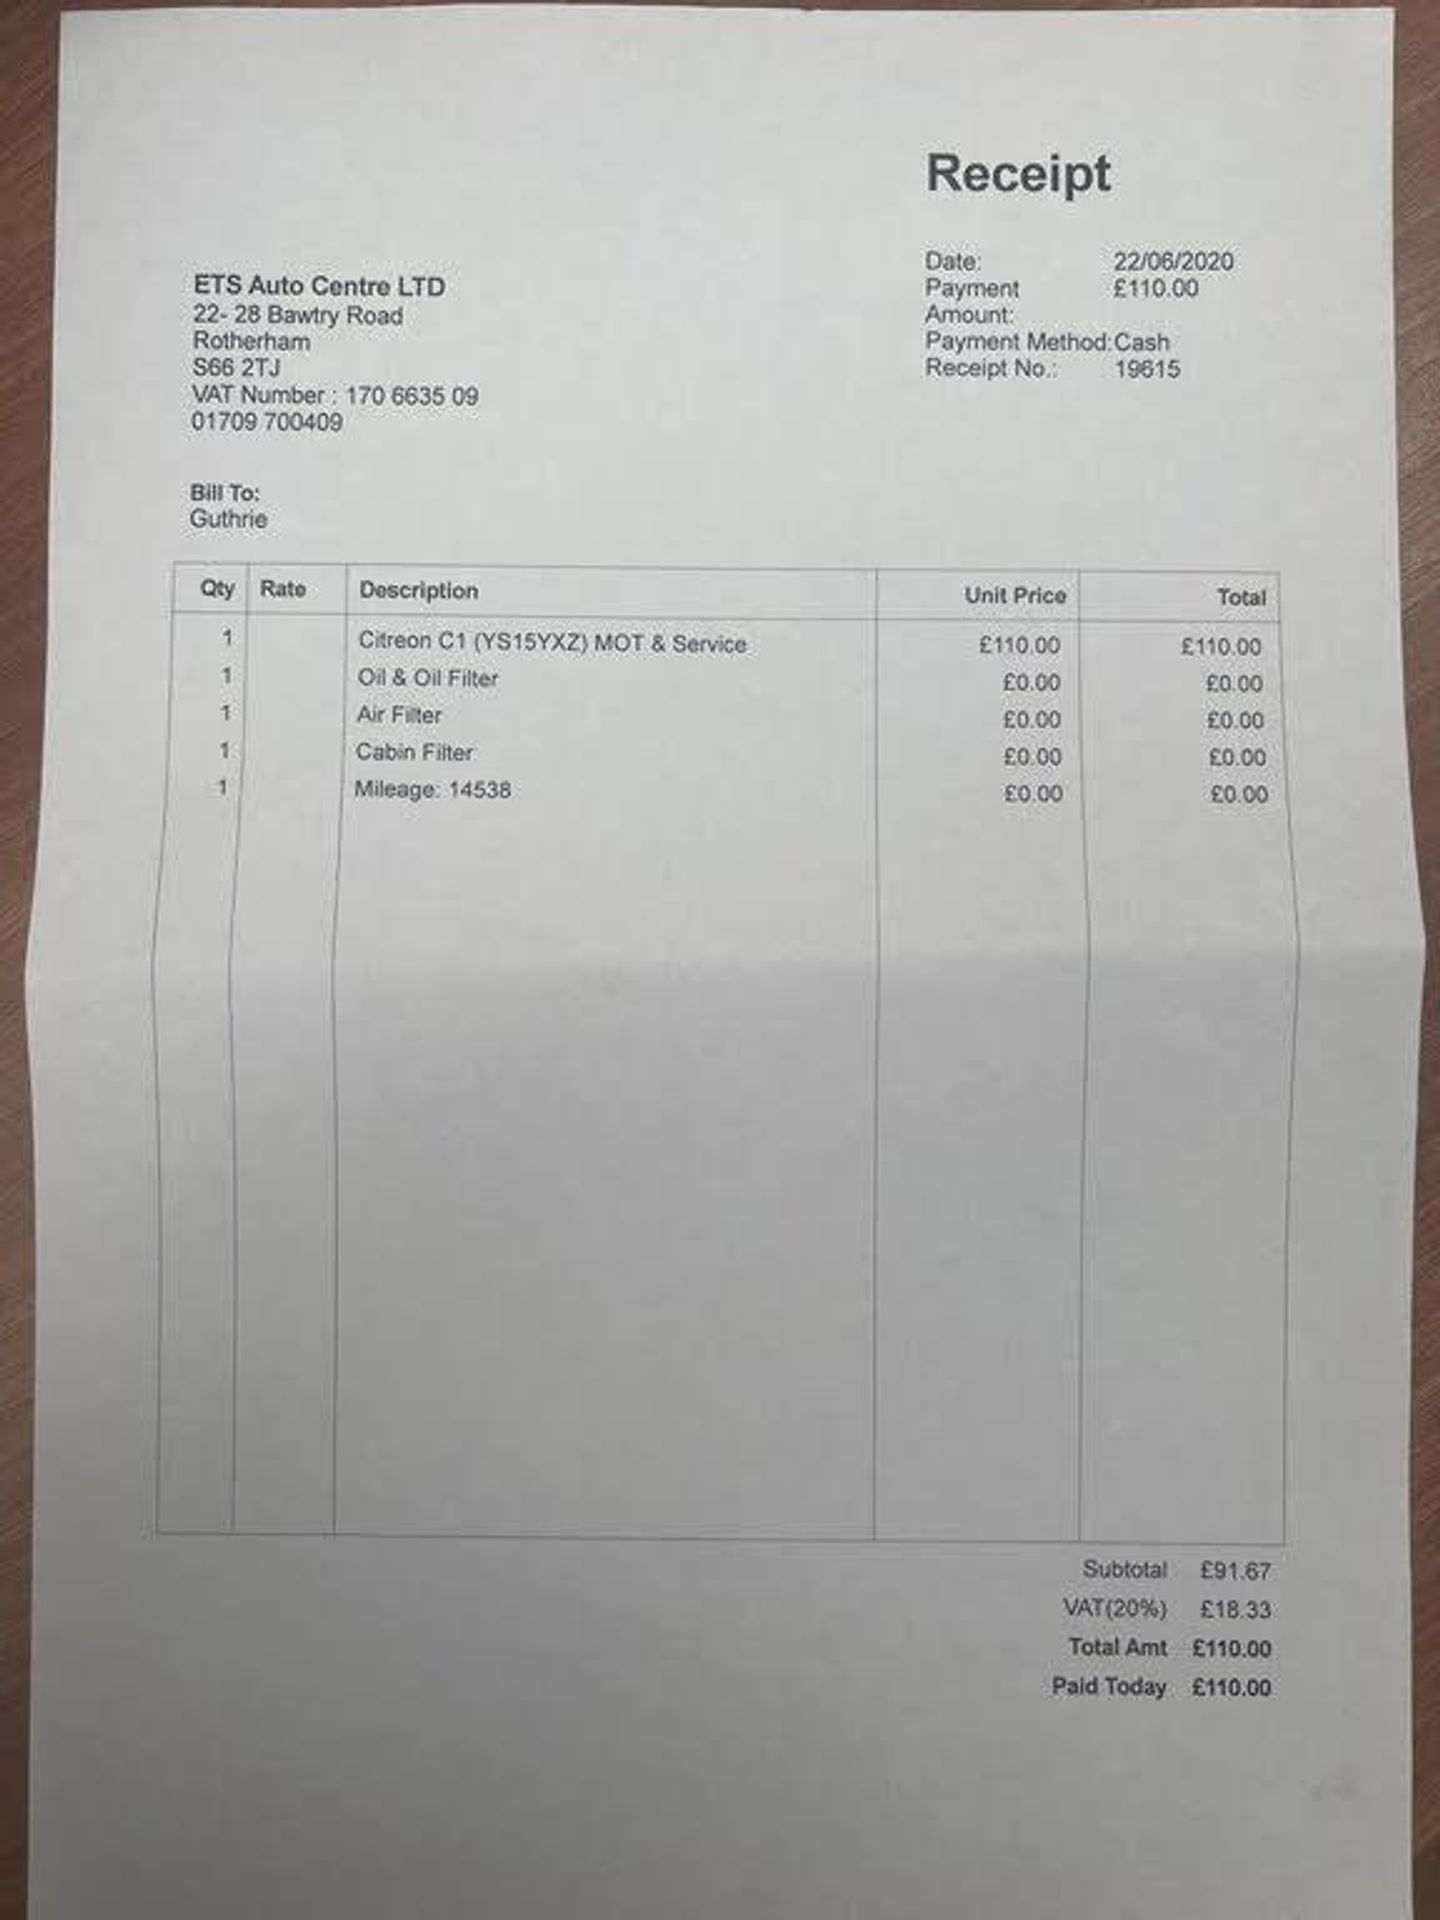 Receipt
Date: 22/06/2020
Payment £110.00
Amount:
Payment Method: Cash
Receipt No.: 19615
ETS Auto Centre LTD
22- 28 Bawtry Road
Rotherham
S66 2TJ
VAT Number : 170 6635 09
01709 700409
Bill To:
Guthrie
Qty Rate Description Unit Price Total
1 Citreon C1 (YS15YXZ) MOT & Service £110.00 £110.00
1 Oil & Oil Filter £0.00 £0.00
1 Air Filter £0.00 £0.00
1 Cabin Filter £0.00 £0.00
1 Mileage: 14538 £0.00 £0.00
Subtotal £91.67
VAT(20%) £18.33
Total Amt £110.00
Paid Today £110.00